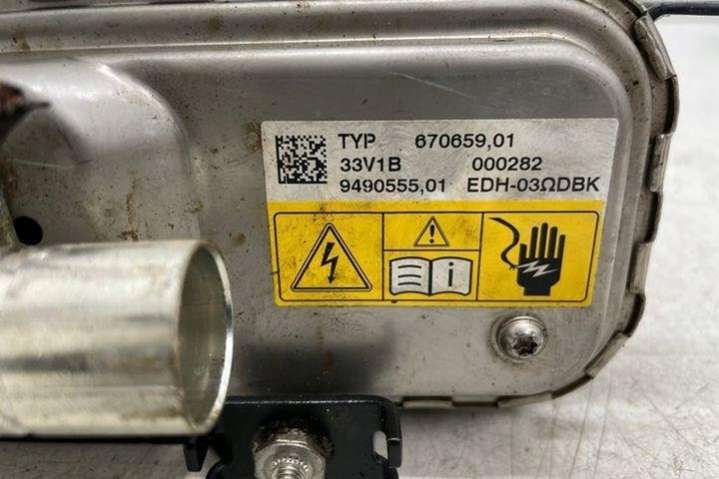 TYP 670659,01
33V1B 000282
9490555,01 EDH-03ΩDBK
i